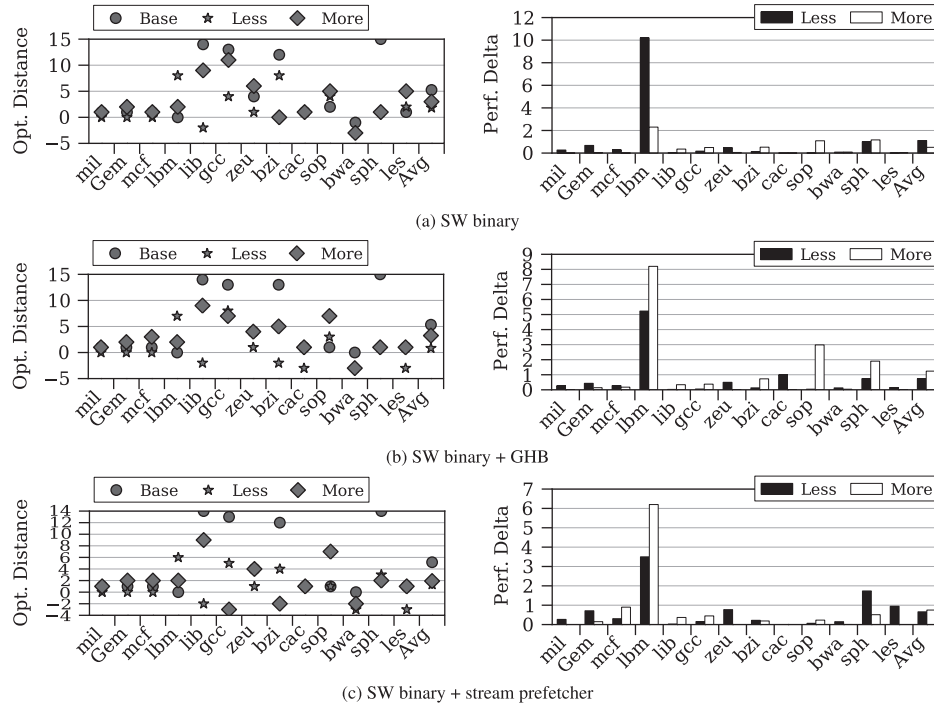 Base Less More
Opt. Distance
15
10
5
0
−5
mil Gem mcf lbm lib gcc zeu bzi cac sop bwa sph les Avg
Less More
Perf. Delta
12
10
8
6
4
2
0
mil Gem mcf lbm lib gcc zeu bzi cac sop bwa sph les Avg
(a) SW binary
Base Less More
Opt. Distance
15
10
5
0
−5
mil Gem mcf lbm lib gcc zeu bzi cac sop bwa sph les Avg
Less More
Perf. Delta
9
8
7
6
5
4
3
2
1
0
mil Gem mcf lbm lib gcc zeu bzi cac sop bwa sph les Avg
(b) SW binary + GHB
Base Less More
Opt. Distance
14
12
10
8
6
4
2
0
−2
−4
mil Gem mcf lbm lib gcc zeu bzi cac sop bwa sph les Avg
Less More
Perf. Delta
7
6
5
4
3
2
1
0
mil Gem mcf lbm lib gcc zeu bzi cac sop bwa sph les Avg
(c) SW binary + stream prefetcher